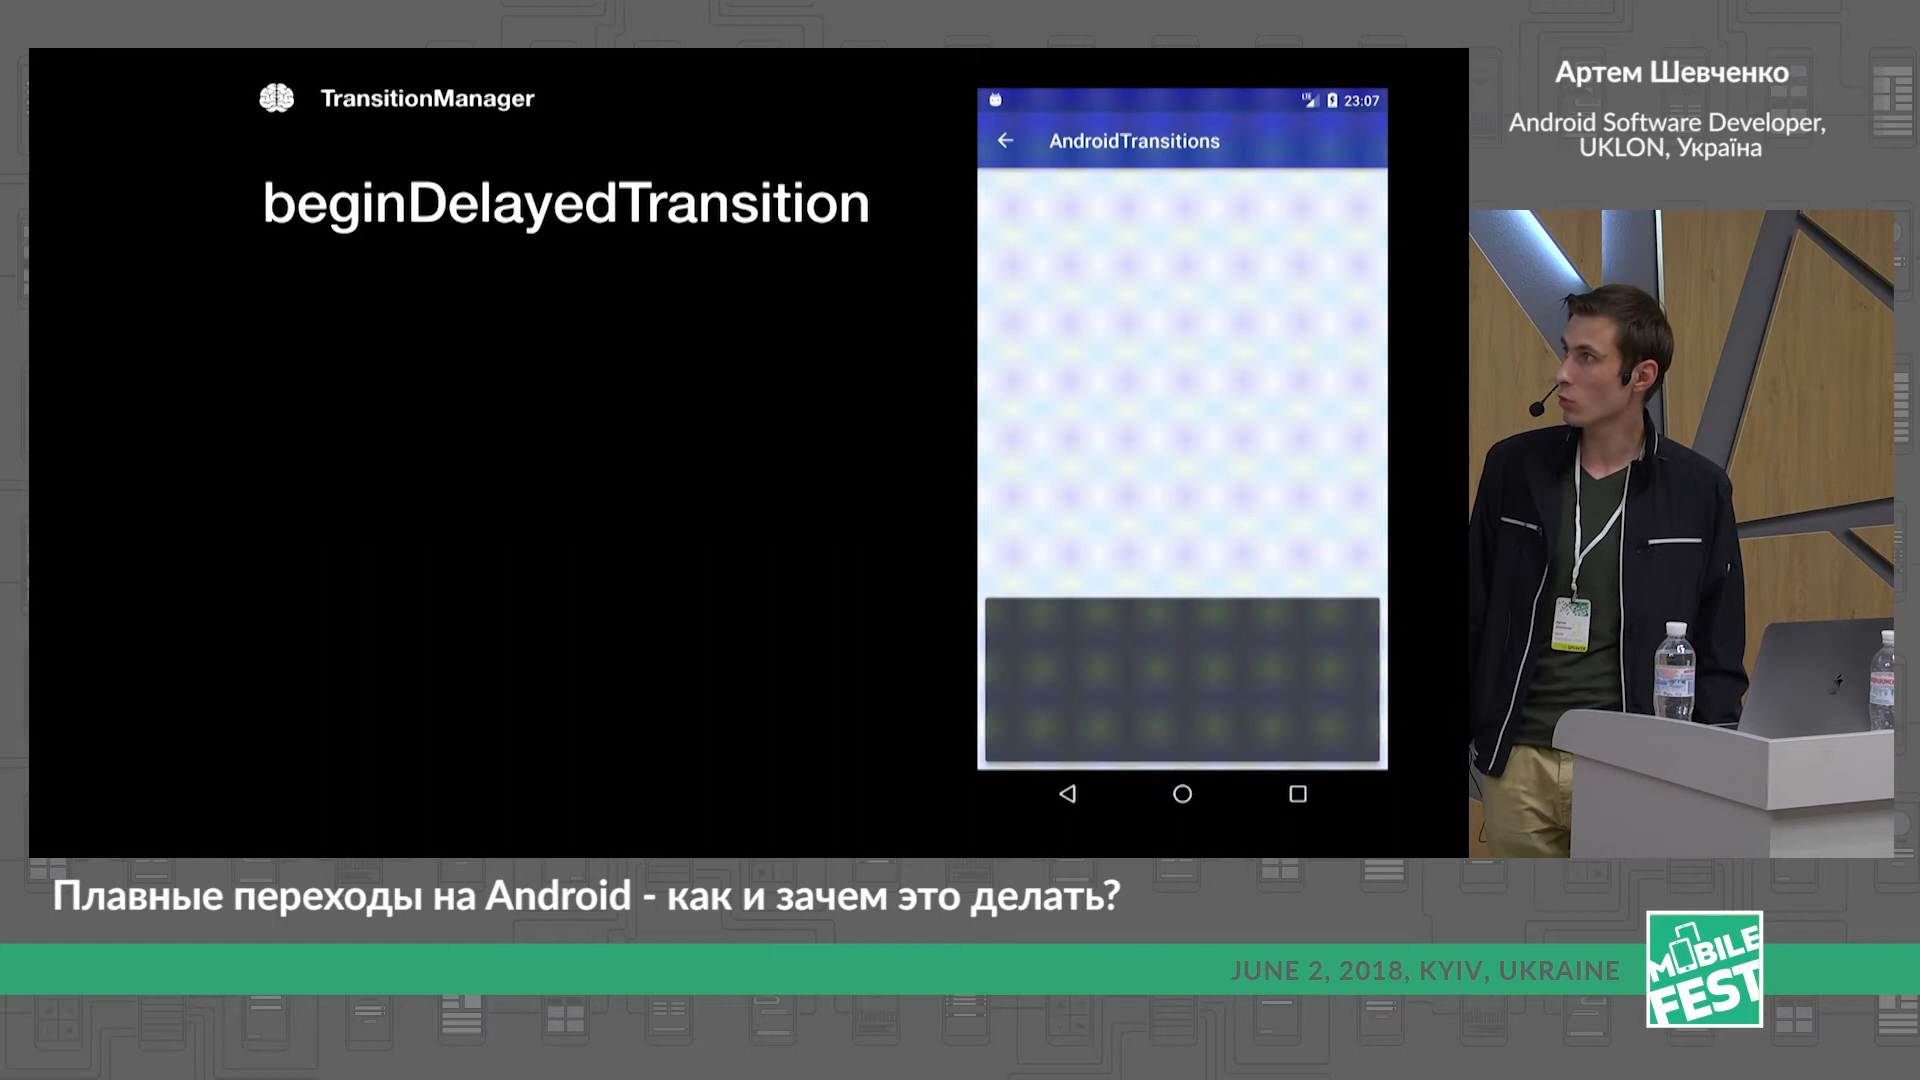 TransitionManager
beginDelayedTransition
LTE
23:07
AndroidTransitions
Артем Шевченко
Android Software Developer,
UKLON, Україна
Плавные переходы на Android - как и зачем это делать?
JUNE 2, 2018, KYIV, UKRAINE
MOBILE
FEST